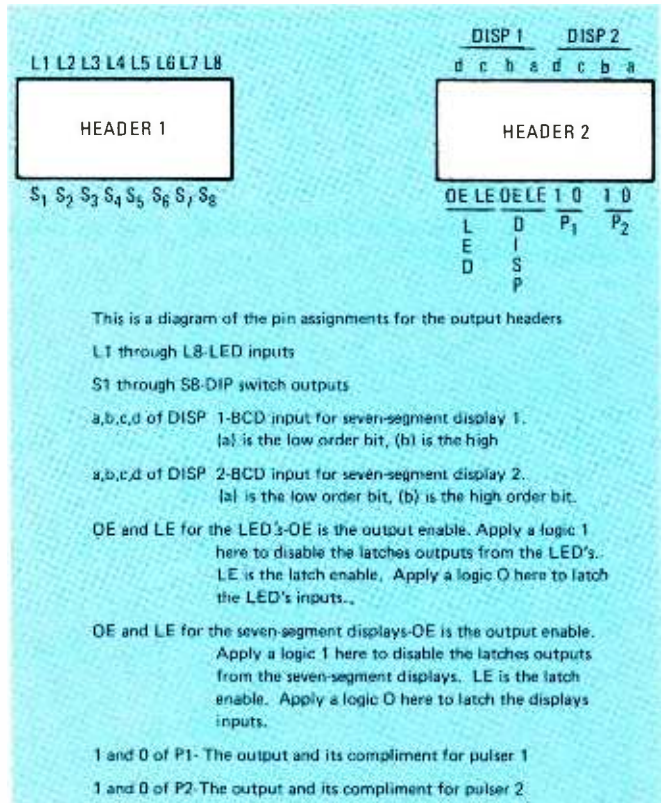 DISP 1 DISP 2
L1 L2 L3 L4 L5 L6 L7 L8
d c b a d c b a
HEADER 1
HEADER 2
S1 S2 S3 S4 S5 S6 S7 S8
OE LE OE LE 1 0 1 0
L E D
D I S P
P1
P2
This is a diagram of the pin assignments for the output headers
L1 through L8-LED inputs
S1 through S8-DIP switch outputs
a,b,c,d of DISP 1-BCD input for seven-segment display 1.
(a) is the low order bit, (b) is the high
a,b,c,d of DISP 2-BCD input for seven-segment display 2.
(a) is the low order bit, (b) is the high order bit.
OE and LE for the LED's-OE is the output enable. Apply a logic 1
here to disable the latches outputs from the LED's.
LE is the latch enable. Apply a logic O here to latch
the LED's inputs..
OE and LE for the seven-segment displays-OE is the output enable.
Apply a logic 1 here to disable the latches outputs
from the seven-segment displays. LE is the latch
enable. Apply a logic O here to latch the displays
inputs.
1 and 0 of P1- The output and its compliment for pulser 1
1 and 0 of P2-The output and its compliment for pulser 2